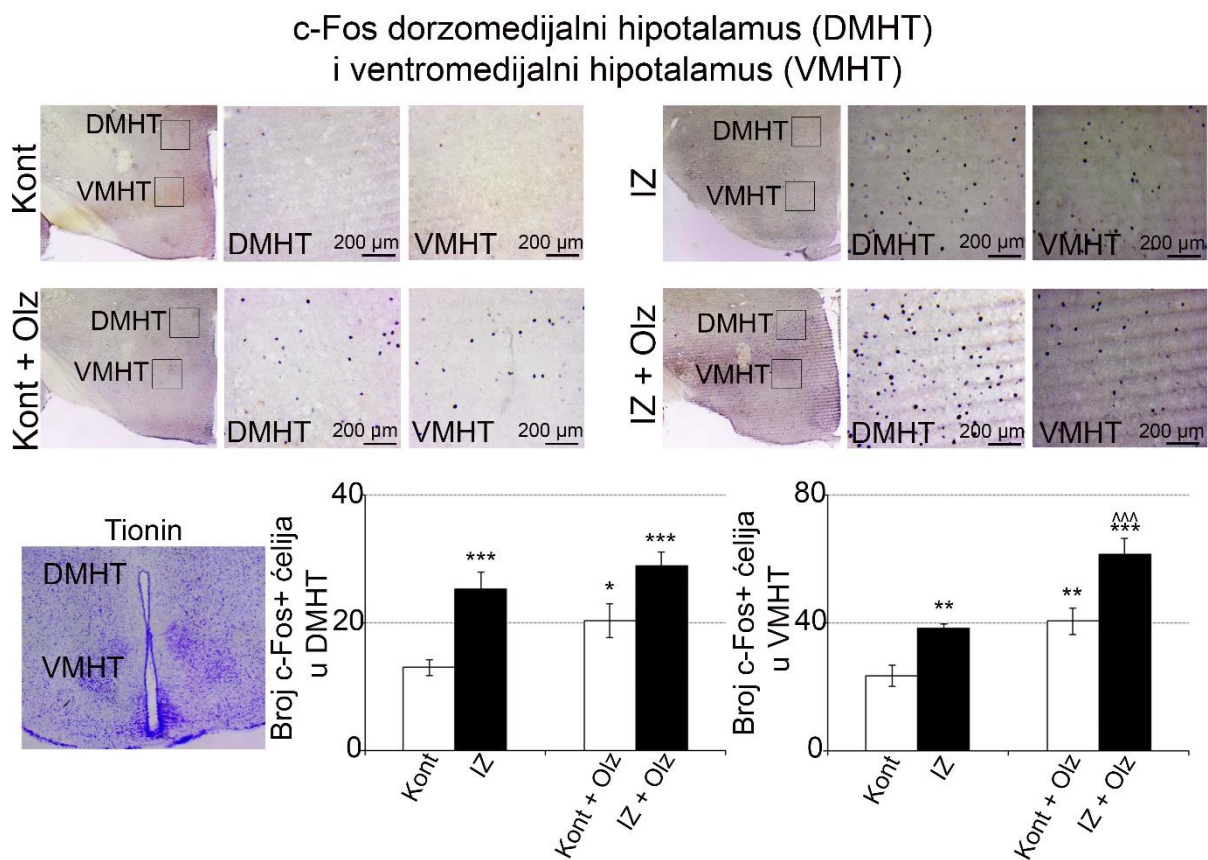 c-Fos dorzomedijalni hipotalamus (DMHT)
i ventromedijalni hipotalamus (VMHT)
Kont
DMHT
VMHT
DMHT 200 µm
VMHT 200 µm
IZ
DMHT
VMHT
DMHT 200 µm
VMHT 200 µm
Kont + Olz
DMHT
VMHT
DMHT 200 µm
VMHT 200 µm
IZ + Olz
DMHT
VMHT
DMHT 200 µm
VMHT 200 µm
Tionin
DMHT
VMHT
Broj c-Fos+ ćelija
u DMHT
40
20
0
***
*
***
Kont
IZ
Kont + Olz
IZ + Olz
Broj c-Fos+ ćelija
u VMHT
80
40
0
**
**
^^^
***
Kont
IZ
Kont + Olz
IZ + Olz